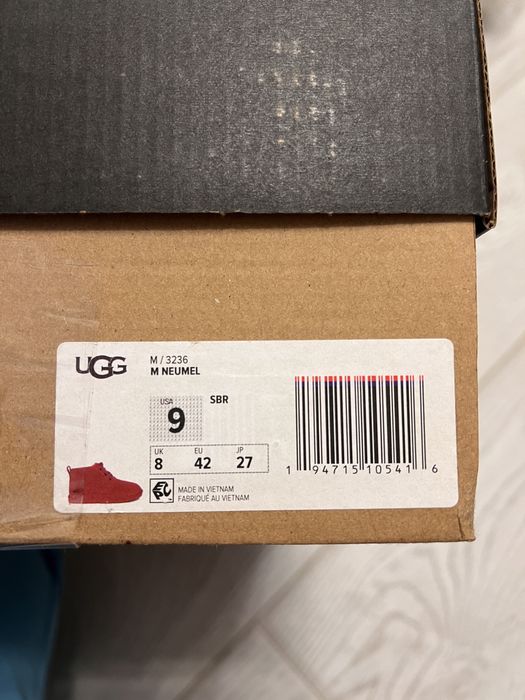 UGG
M / 3236
M NEUMEL
USA
9
SBR
UK EU JP
8 42 27
MADE IN VIETNAM
FABRIQUÉ AU VIETNAM
1 94715 10541 6